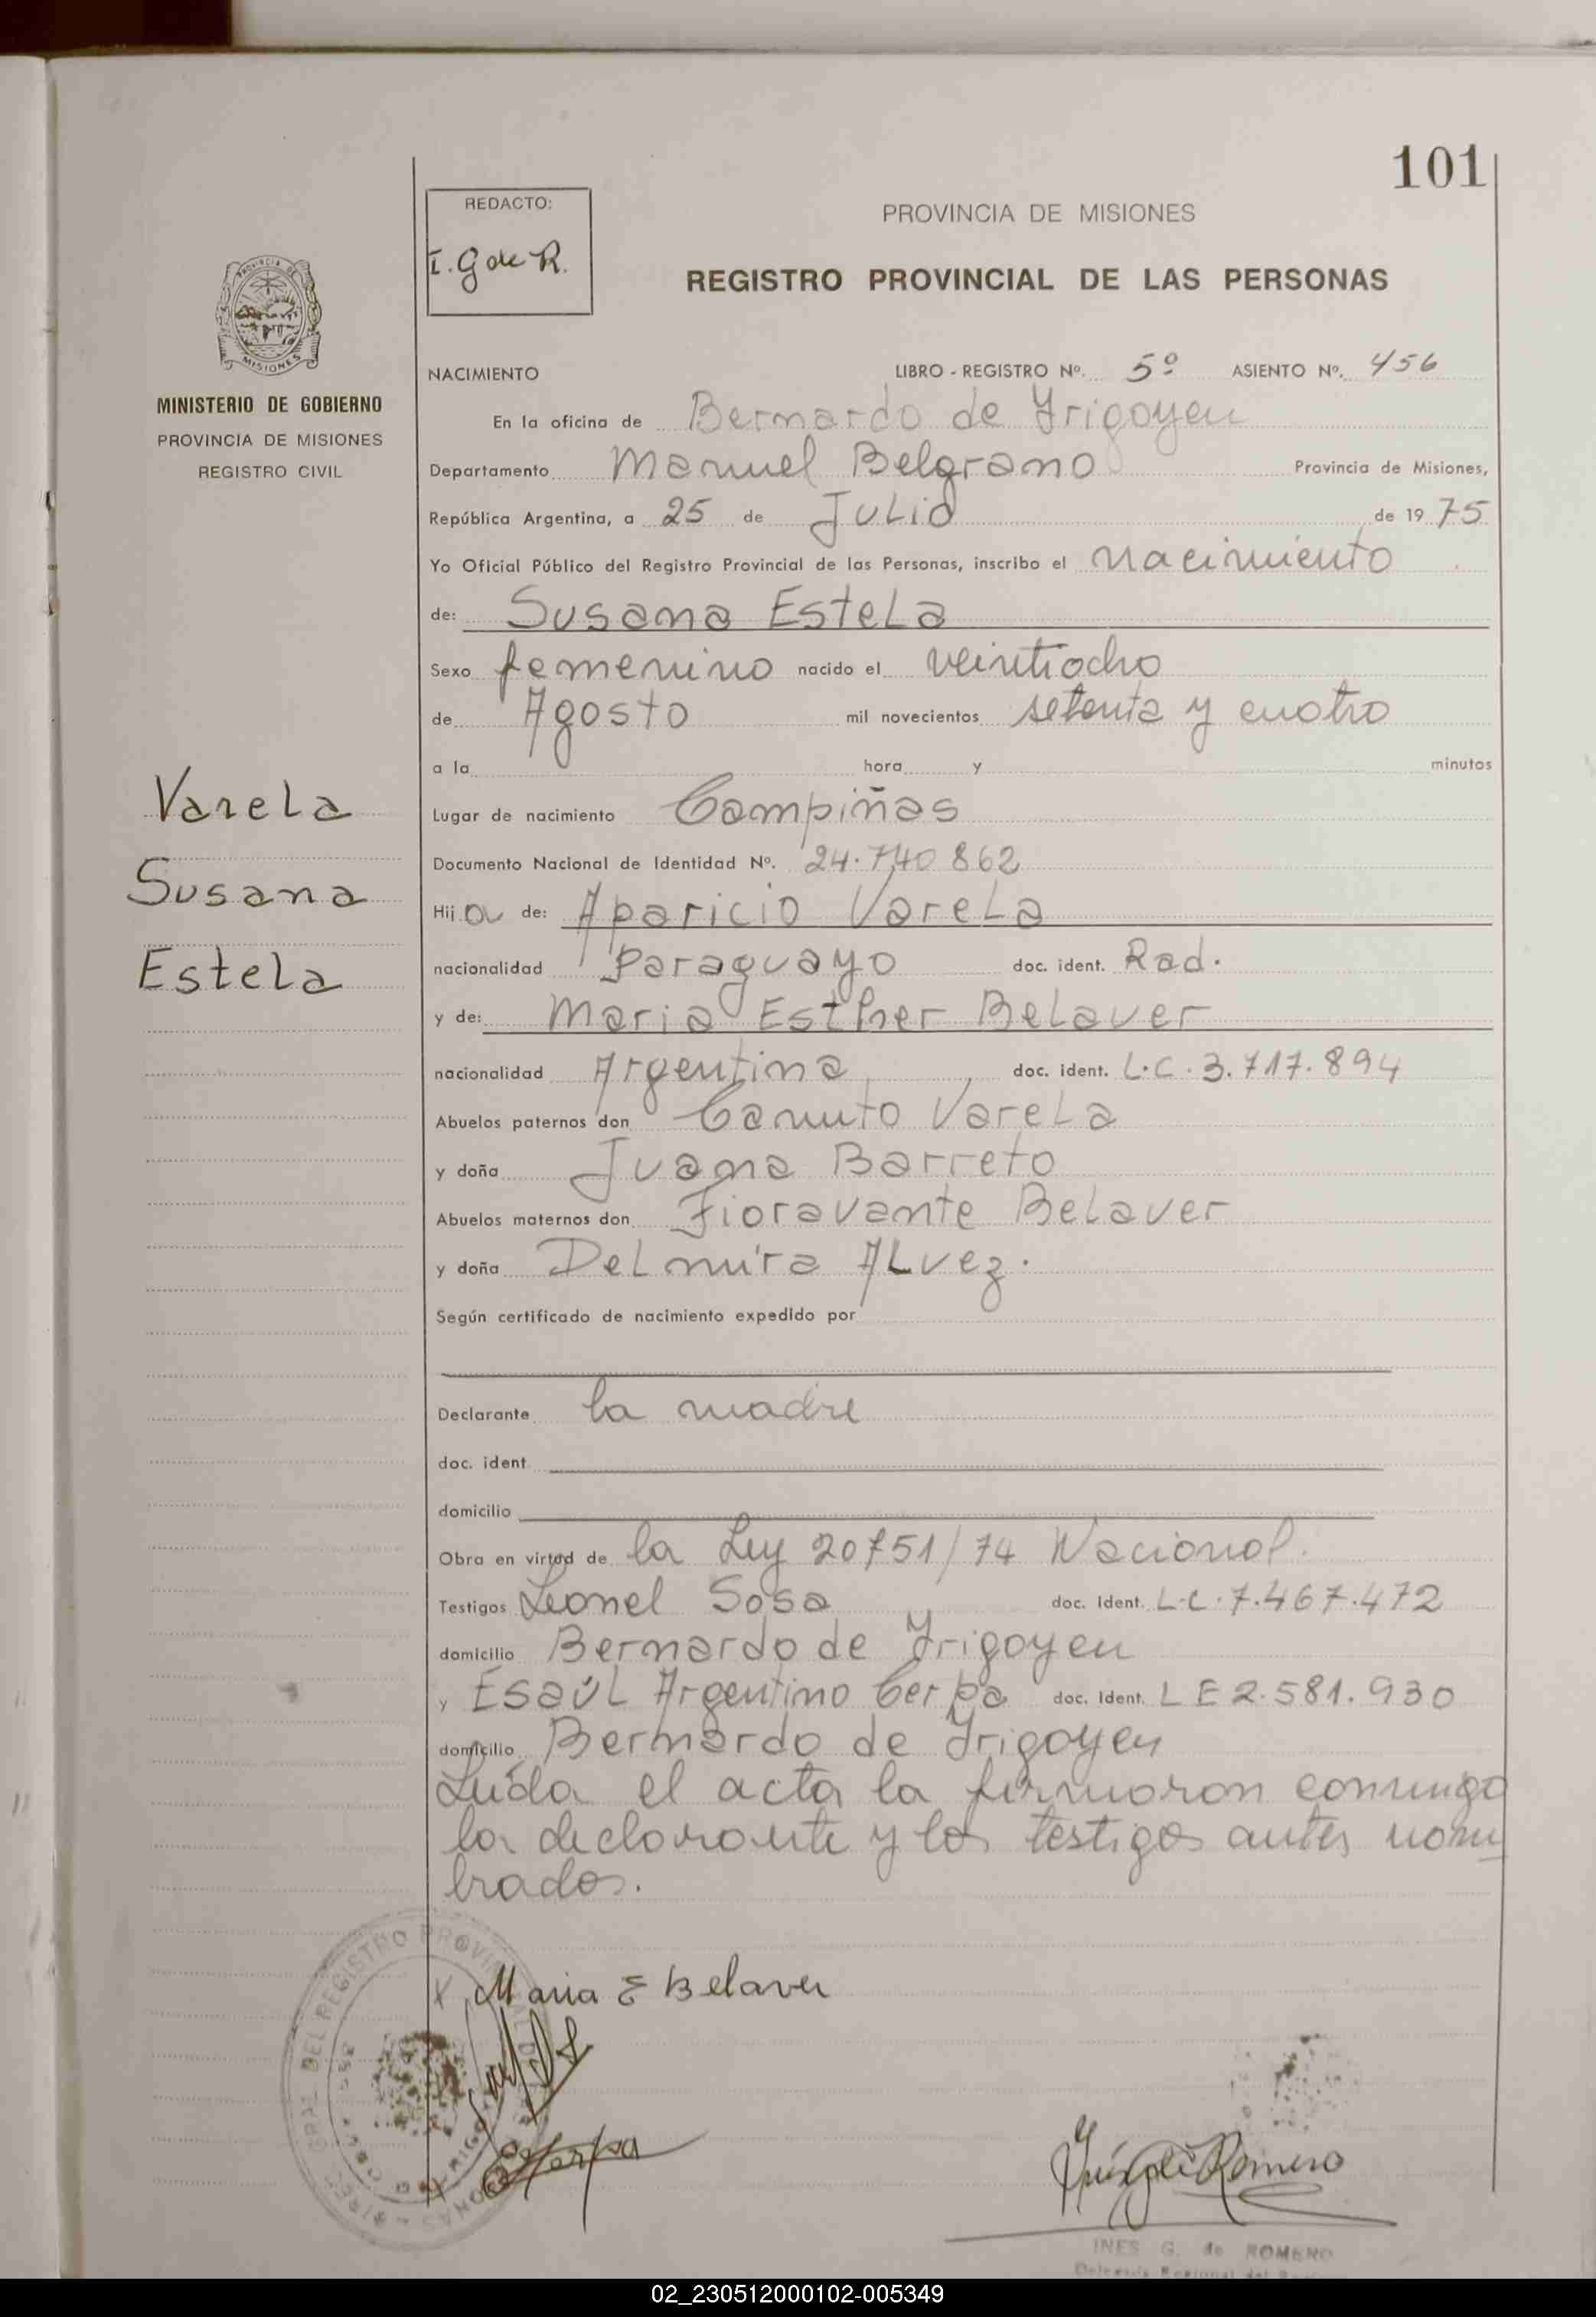 101
REDACTO:
I. G de R.
PROVINCIA DE MISIONES
REGISTRO PROVINCIAL DE LAS PERSONAS
MISIONES
MINISTERIO DE GOBIERNO
PROVINCIA DE MISIONES
REGISTRO CIVIL
NACIMIENTO LIBRO - REGISTRO Nº. 5º ASIENTO Nº. 456
En la oficina de Bernardo de Yrigoyen
Departamento Manuel Belgrano Provincia de Misiones,
República Argentina, a 25 de Julio de 19 75
Yo Oficial Público del Registro Provincial de las Personas, inscribo el nacimiento
de: Susana Estela
Sexo femenino nacido el veintiocho
de Agosto mil novecientos setenta y cuatro
a la hora y minutos
Varela
Susana
Estela
Lugar de nacimiento Campiñas
Documento Nacional de Identidad Nº. 24.740 862
Hij a de: Aparicio Varela
nacionalidad Paraguayo doc. ident. Rad.
y de: Maria Esther Belaver
nacionalidad Argentina doc. ident. L.C. 3.717.894
Abuelos paternos don Canuto Varela
y doña Juana Barreto
Abuelos maternos don Fioravante Belaver
y doña Delmira Alvez.
Según certificado de nacimiento expedido por
Declarante La madre
doc. ident
domicilio
Obra en virtud de la Ley 20751/74 Nacional.
Testigos Leonel Sosa doc. Ident. L.C. 7.467.472
domicilio Bernardo de Yrigoyen
y Esaúl Argentino Cerpa doc. Ident. L E 2.581.930
domicilio Bernardo de Yrigoyen
Leída el acta la firmaron conmigo
la declarante y los testigos antes nom
brados.
Maria E Belaver
INES G. de ROMERO
02_230512000102-005349